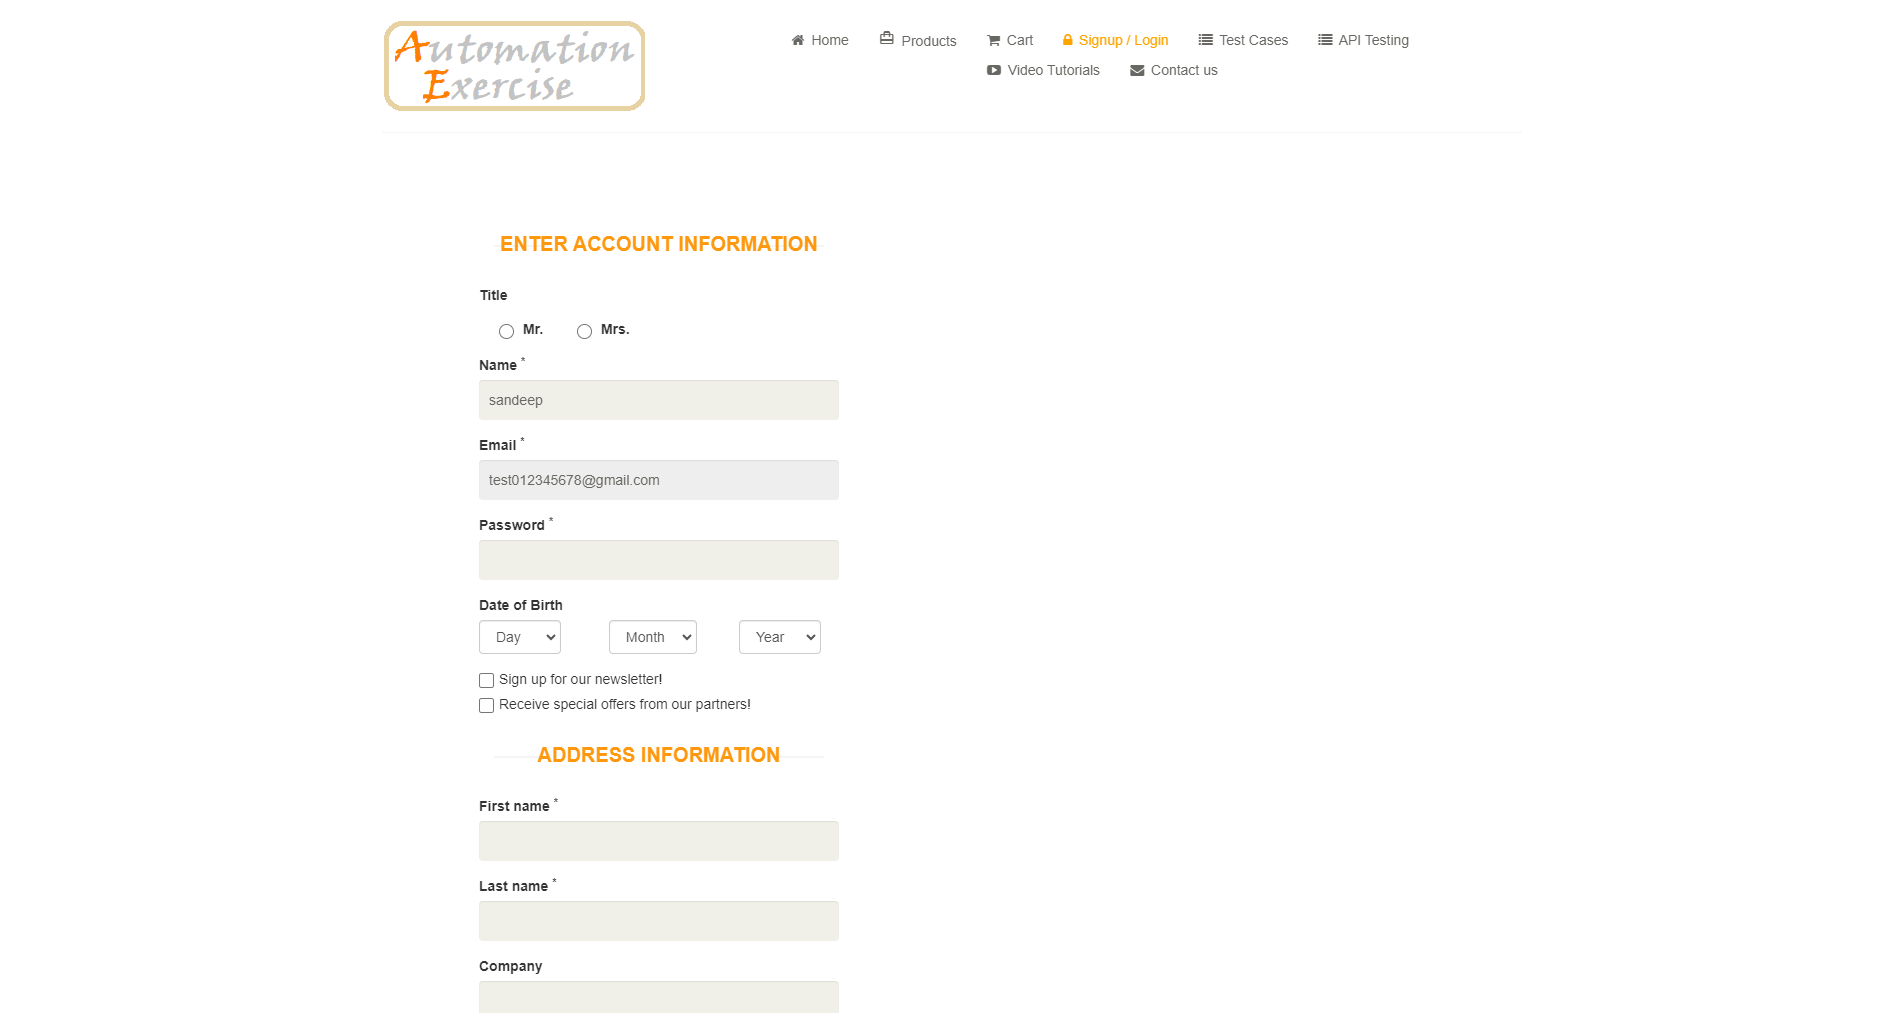 Automation
Exercise
Home Products Cart Signup / Login Test Cases API Testing
Video Tutorials Contact us
ENTER ACCOUNT INFORMATION
Title
Mr. Mrs.
Name *
sandeep
Email *
test012345678@gmail.com
Password *
Date of Birth
Day Month Year
Sign up for our newsletter!
Receive special offers from our partners!
ADDRESS INFORMATION
First name *
Last name *
Company